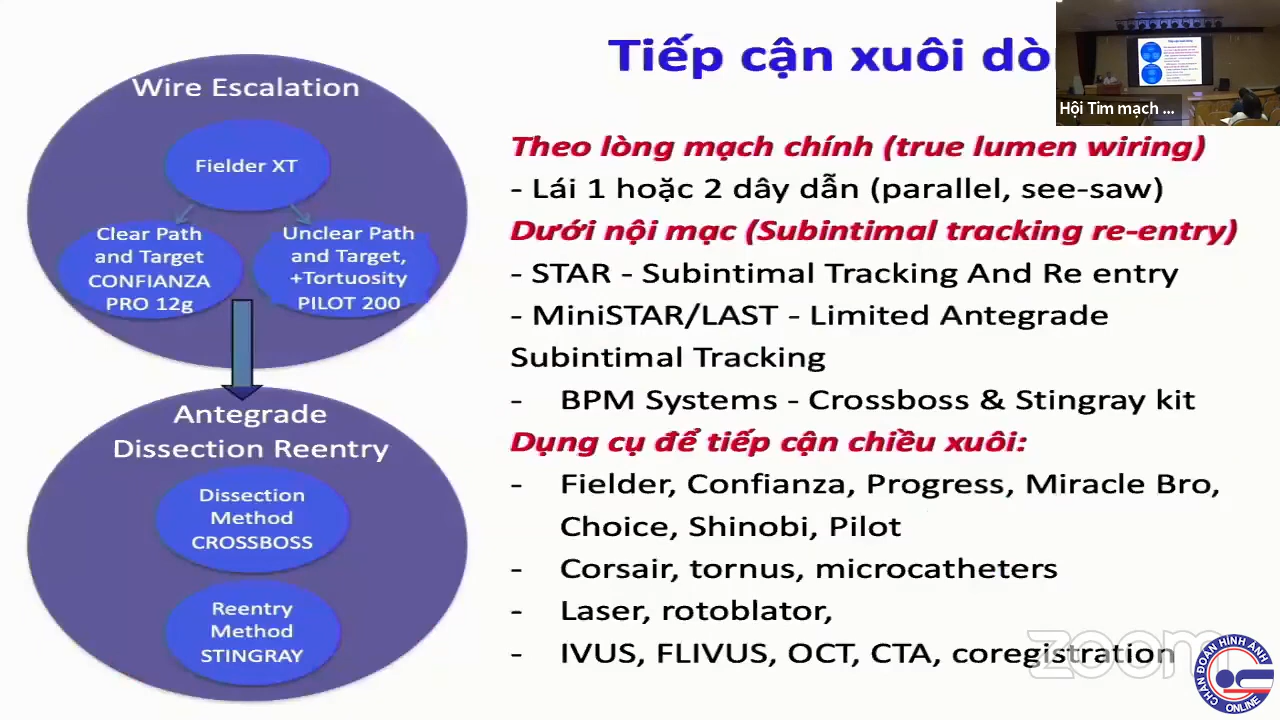 Tiếp cận xuôi dò
Hội Tim mạch ...
Wire Escalation
Fielder XT
Clear Path
and Target
CONFIANZA
PRO 12g
Unclear Path
and Target,
+Tortuosity
PILOT 200
Antegrade
Dissection Reentry
Dissection
Method
CROSSBOSS
Reentry
Method
STINGRAY
Theo lòng mạch chính (true lumen wiring)
- Lái 1 hoặc 2 dây dẫn (parallel, see-saw)
Dưới nội mạc (Subintimal tracking re-entry)
- STAR - Subintimal Tracking And Re entry
- MiniSTAR/LAST - Limited Antegrade
Subintimal Tracking
- BPM Systems - Crossboss & Stingray kit
Dụng cụ để tiếp cận chiều xuôi:
- Fielder, Confianza, Progress, Miracle Bro,
Choice, Shinobi, Pilot
- Corsair, tornus, microcatheters
- Laser, rotoblator,
- IVUS, FLIVUS, OCT, CTA, coregistration
zoom
CHẨN ĐOÁN HÌNH ẢNH
ONLINE